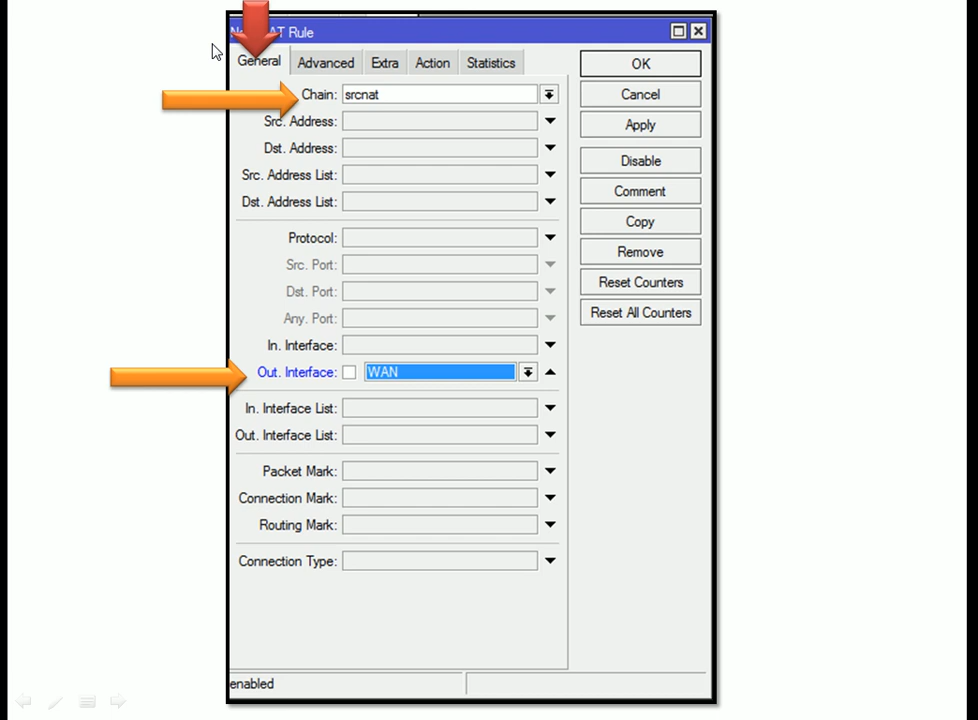 AT Rule
General Advanced Extra Action Statistics
Chain: srcnat
Src. Address:
Dst. Address:
Src. Address List:
Dst. Address List:
Protocol:
Src. Port:
Dst. Port:
Any. Port:
In. Interface:
Out. Interface: WAN
In. Interface List:
Out. Interface List:
Packet Mark:
Connection Mark:
Routing Mark:
Connection Type:
enabled
OK
Cancel
Apply
Disable
Comment
Copy
Remove
Reset Counters
Reset All Counters